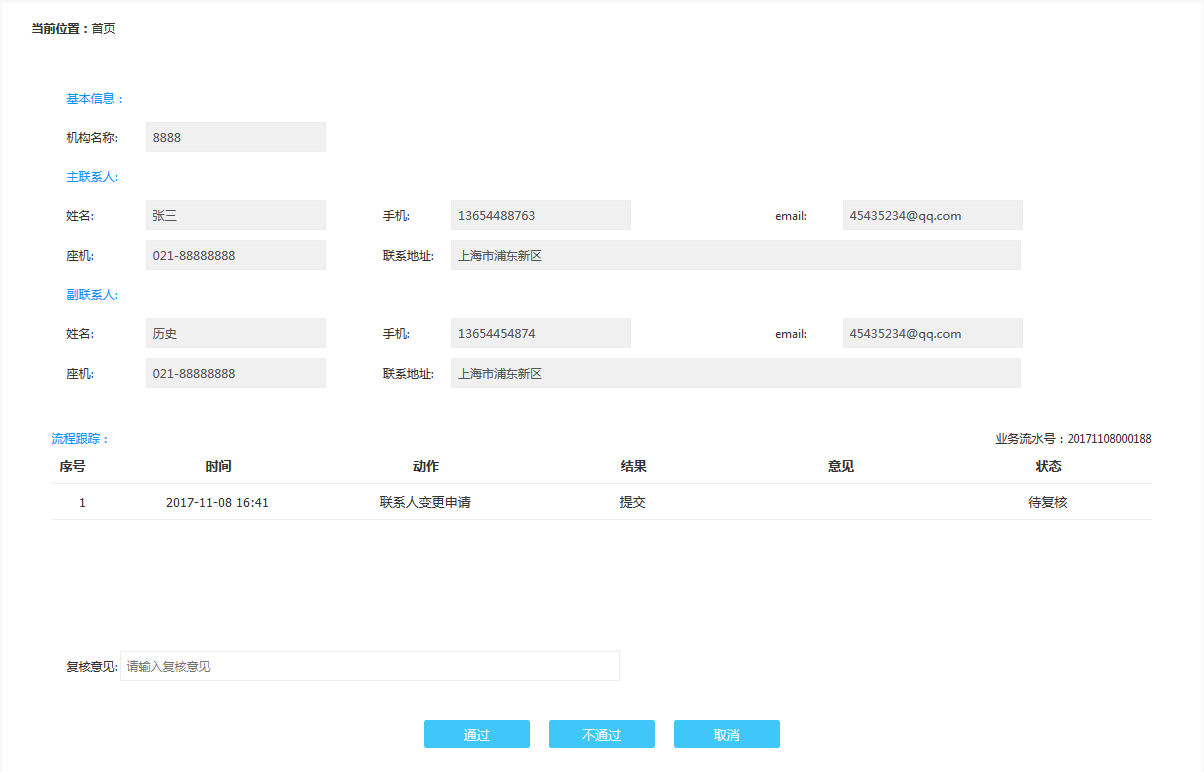 当前位置：首页
基本信息：
机构名称: 8888
主联系人:
姓名: 张三 手机: 13654488763 email: 45435234@qq.com
座机: 021-88888888 联系地址: 上海市浦东新区
副联系人:
姓名: 历史 手机: 13654454874 email: 45435234@qq.com
座机: 021-88888888 联系地址: 上海市浦东新区
流程跟踪： 业务流水号：20171108000188
序号 时间 动作 结果 意见 状态
1 2017-11-08 16:41 联系人变更申请 提交 待复核
复核意见: 请输入复核意见
通过 不通过 取消